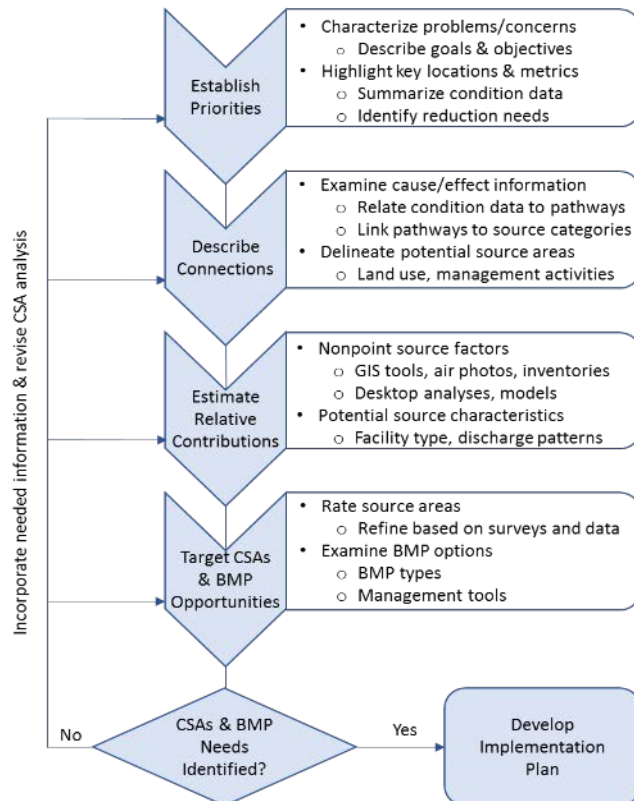 • Characterize problems/concerns
o Describe goals & objectives
• Highlight key locations & metrics
o Summarize condition data
o Identify reduction needs
Establish
Priorities
• Examine cause/effect information
o Relate condition data to pathways
o Link pathways to source categories
• Delineate potential source areas
o Land use, management activities
Describe
Connections
• Nonpoint source factors
o GIS tools, air photos, inventories
o Desktop analyses, models
• Potential source characteristics
o Facility type, discharge patterns
Estimate
Relative
Contributions
• Rate source areas
o Refine based on surveys and data
• Examine BMP options
o BMP types
o Management tools
Target CSAs
& BMP
Opportunities
Incorporate needed information & revise CSA analysis
No
CSAs & BMP
Needs
Identified?
Yes
Develop
Implementation
Plan